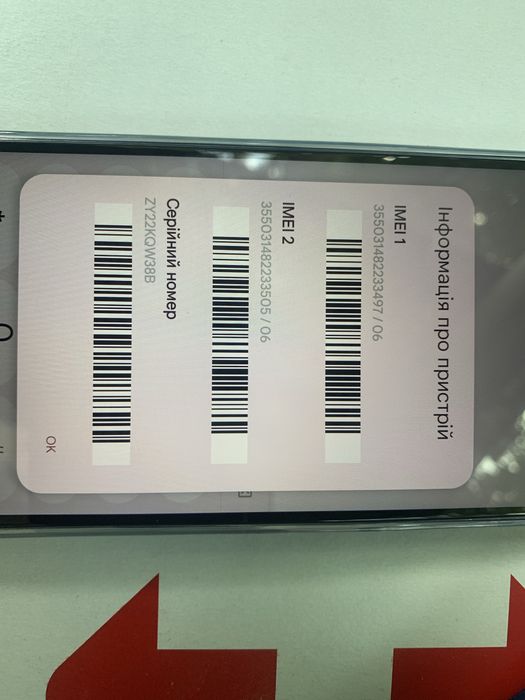 Інформація про пристрій
IMEI 1
355031482233497 / 06
IMEI 2
355031482233505 / 06
Серійний номер
ZY22KQW38B
OK